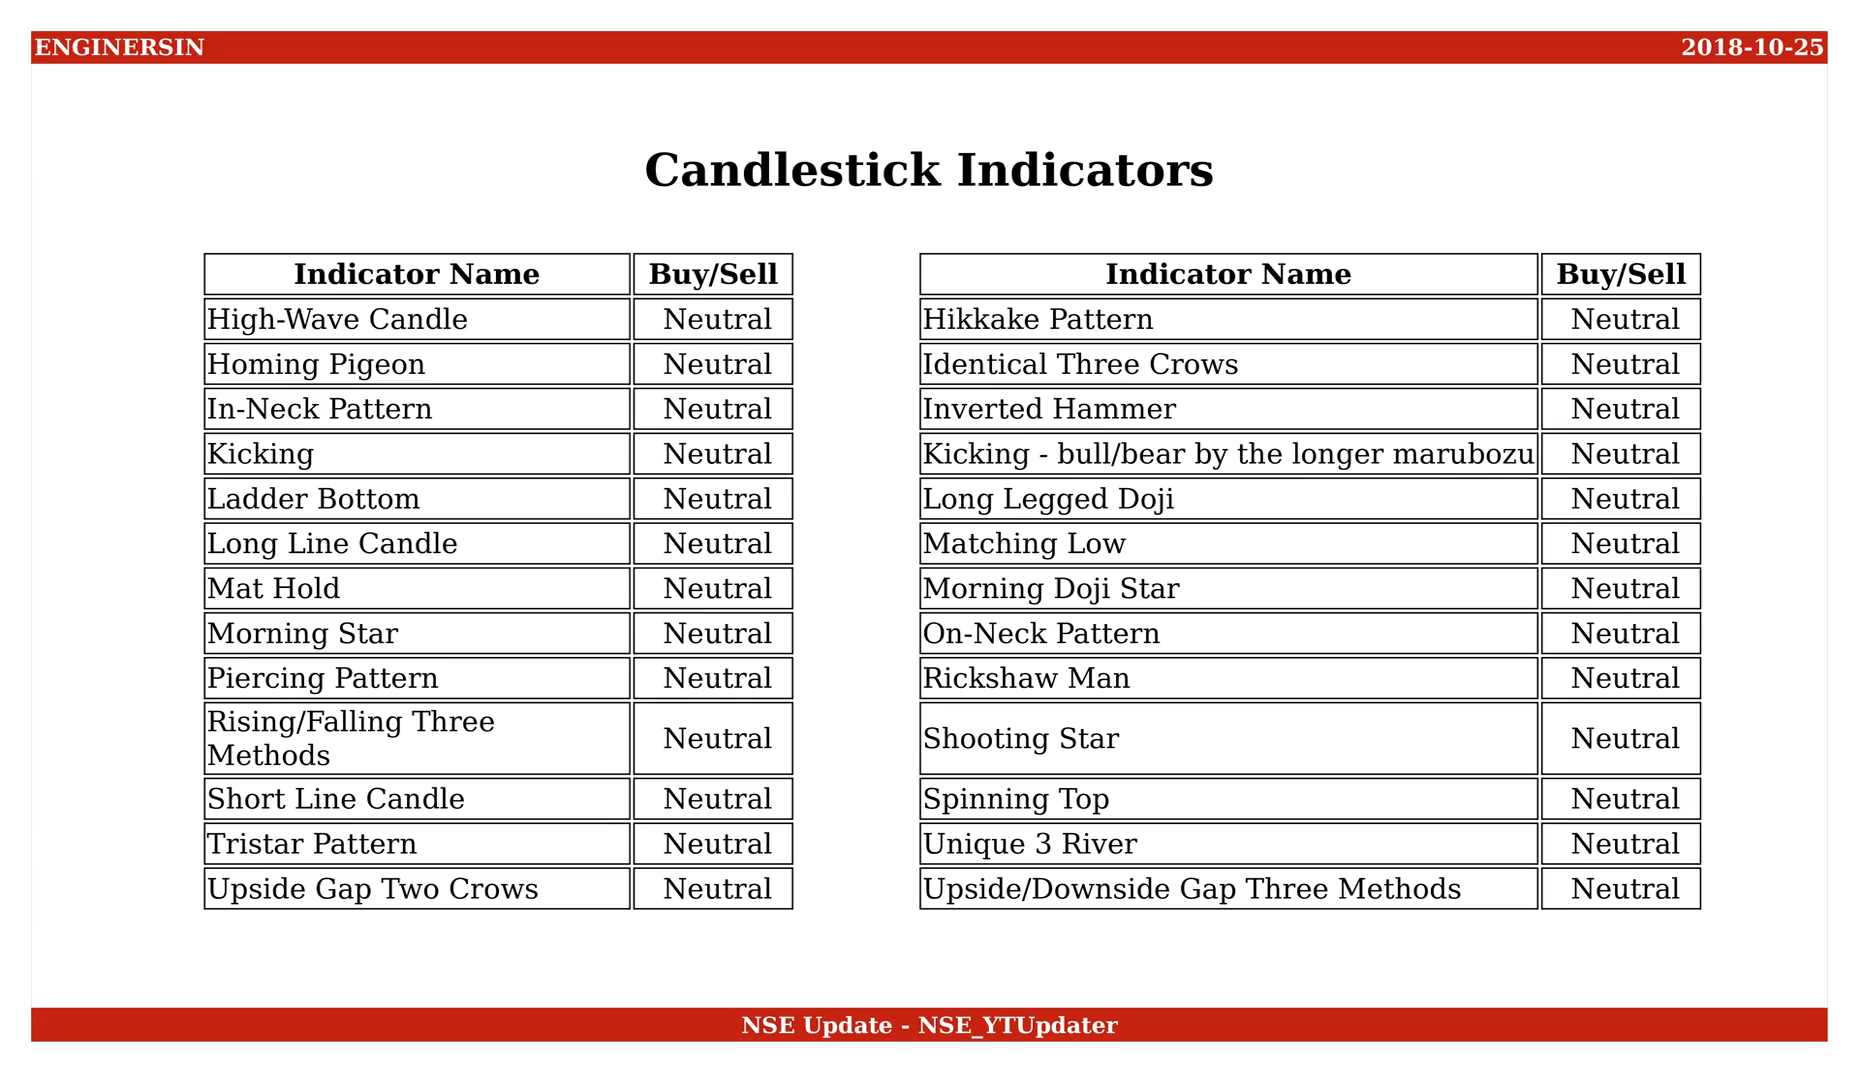 ENGINERSIN 2018-10-25
Candlestick Indicators
Indicator Name Buy/Sell
High-Wave Candle Neutral
Homing Pigeon Neutral
In-Neck Pattern Neutral
Kicking Neutral
Ladder Bottom Neutral
Long Line Candle Neutral
Mat Hold Neutral
Morning Star Neutral
Piercing Pattern Neutral
Rising/Falling Three
Methods Neutral
Short Line Candle Neutral
Tristar Pattern Neutral
Upside Gap Two Crows Neutral
Indicator Name Buy/Sell
Hikkake Pattern Neutral
Identical Three Crows Neutral
Inverted Hammer Neutral
Kicking - bull/bear by the longer marubozu Neutral
Long Legged Doji Neutral
Matching Low Neutral
Morning Doji Star Neutral
On-Neck Pattern Neutral
Rickshaw Man Neutral
Shooting Star Neutral
Spinning Top Neutral
Unique 3 River Neutral
Upside/Downside Gap Three Methods Neutral
NSE Update - NSE_YTUpdater